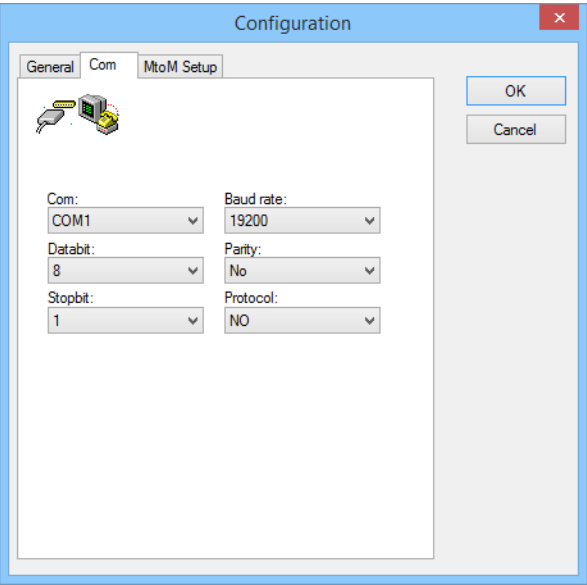 Configuration
General Com MtoM Setup
OK
Cancel
Com: Baud rate:
COM1 19200
Databit: Parity:
8 No
Stopbit: Protocol:
1 NO